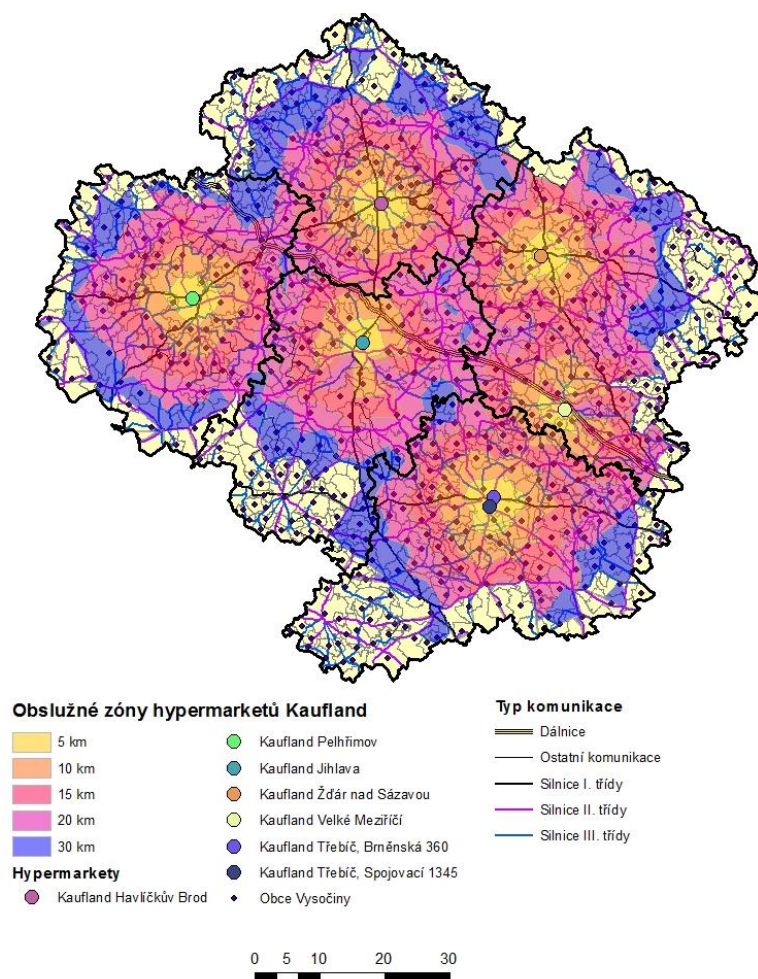 Obslužné zóny hypermarketů Kaufland
5 km
10 km
15 km
20 km
30 km
Hypermarkety
Kaufland Havlíčkův Brod
Kaufland Pelhřimov
Kaufland Jihlava
Kaufland Žďár nad Sázavou
Kaufland Velké Meziříčí
Kaufland Třebíč, Brněnská 360
Kaufland Třebíč, Spojovací 1345
Obce Vysočiny
Typ komunikace
Dálnice
Ostatní komunikace
Silnice I. třídy
Silnice II. třídy
Silnice III. třídy
0 5 10 20 30